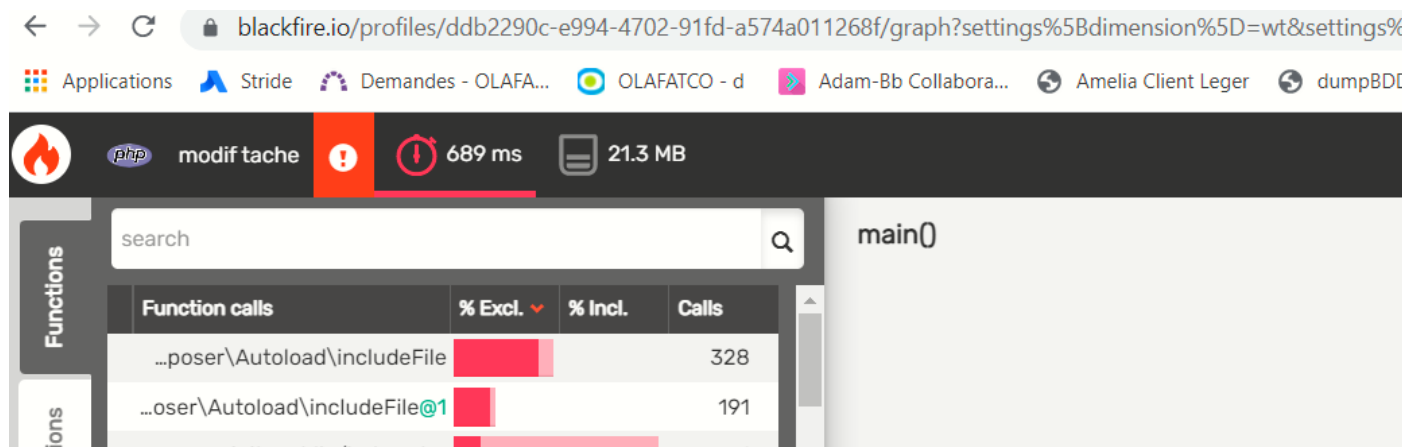 blackfire.io/profiles/ddb2290c-e994-4702-91fd-a574a011268f/graph?settings%5Bdimension%5D=wt&settings%
Applications Stride Demandes - OLAFA... OLAFATCO - d Adam-Bb Collabora... Amelia Client Leger dumpBDD
php modif tache ! 689 ms 21.3 MB
search
main()
Functions
Function calls % Excl. % Incl. Calls
...poser\Autoload\includeFile 328
...oser\Autoload\includeFile@1 191